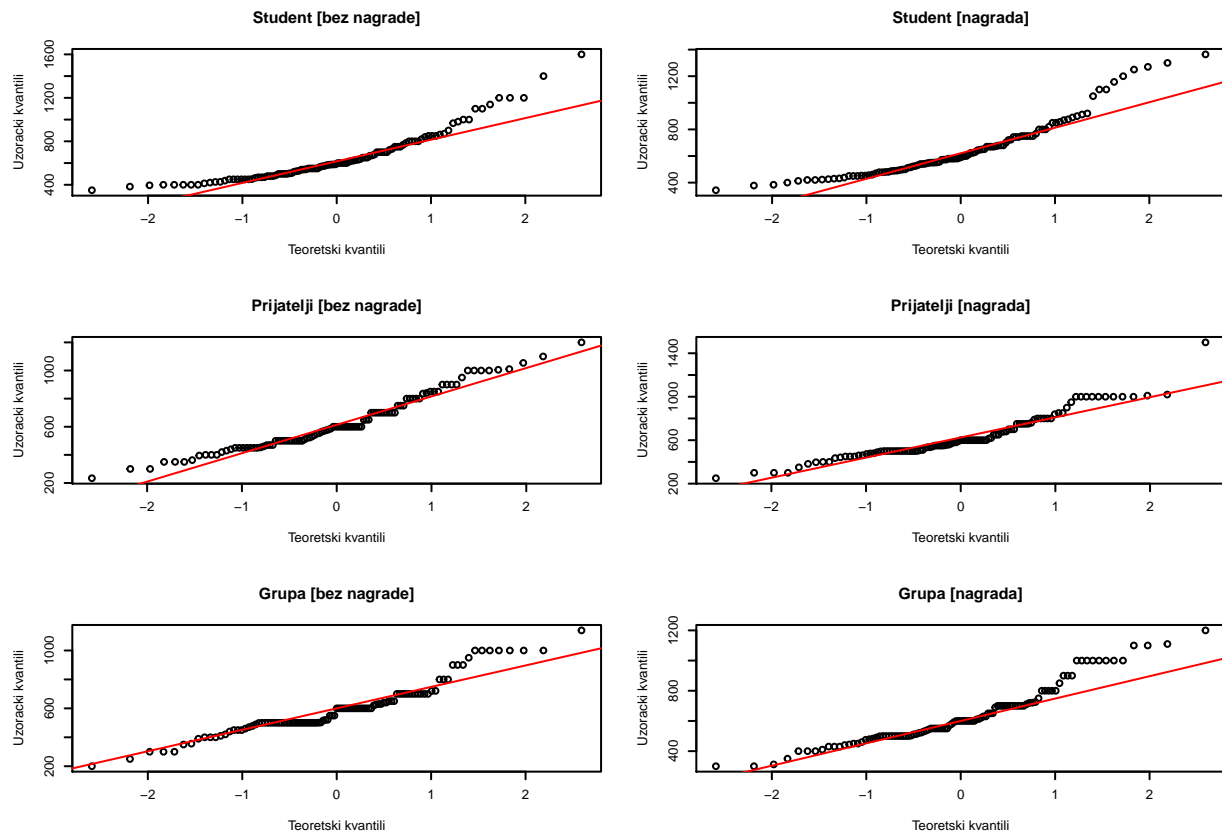 Student [bez nagrade]
Uzoracki kvantili
400 800 1200 1600
−2 −1 0 1 2
Teoretski kvantili
Student [nagrada]
Uzoracki kvantili
400 800 1200
−2 −1 0 1 2
Teoretski kvantili
Prijatelji [bez nagrade]
Uzoracki kvantili
200 600 1000
−2 −1 0 1 2
Teoretski kvantili
Prijatelji [nagrada]
Uzoracki kvantili
200 600 1000 1400
−2 −1 0 1 2
Teoretski kvantili
Grupa [bez nagrade]
Uzoracki kvantili
200 600 1000
−2 −1 0 1 2
Teoretski kvantili
Grupa [nagrada]
Uzoracki kvantili
400 800 1200
−2 −1 0 1 2
Teoretski kvantili